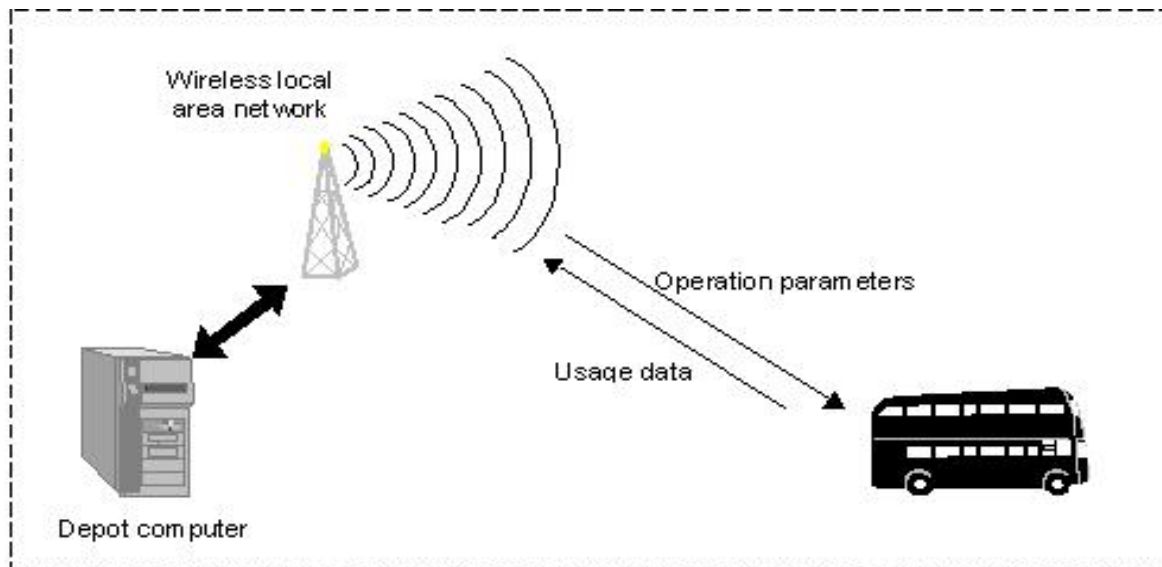 Wireless local
area network
Operation parameters
Usage data
Depot computer